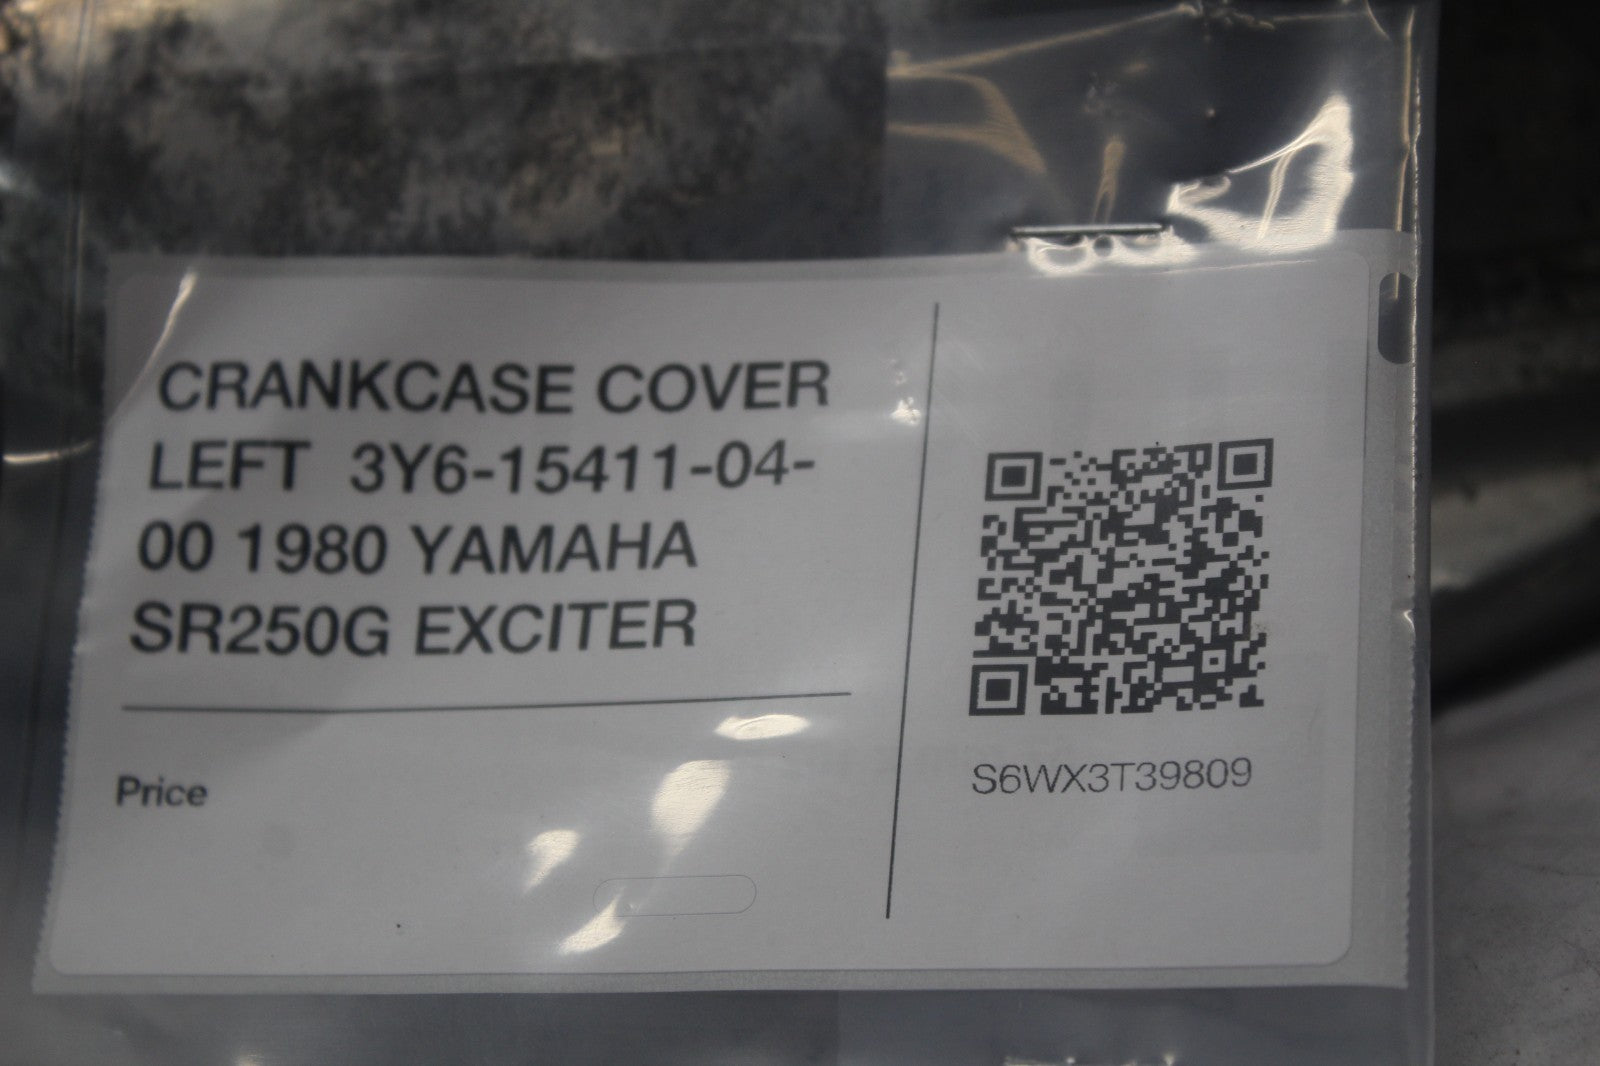 CRANKCASE COVER
LEFT  3Y6-15411-04-
00 1980 YAMAHA
SR250G EXCITER
Price
S6WX3T39809